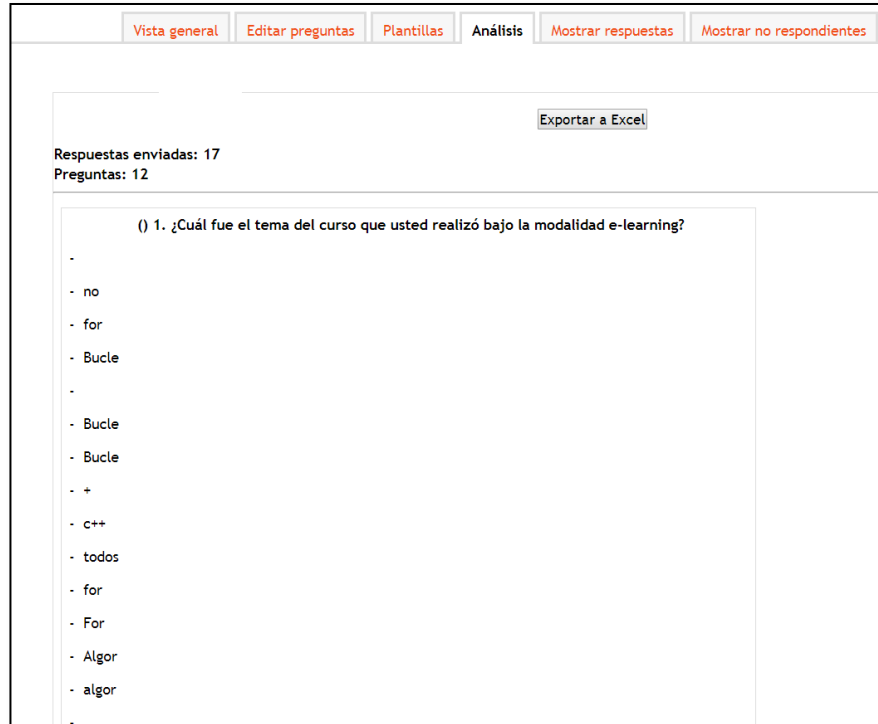 Vista general Editar preguntas Plantillas Análisis Mostrar respuestas Mostrar no respondientes
Exportar a Excel
Respuestas enviadas: 17
Preguntas: 12
() 1. ¿Cuál fue el tema del curso que usted realizó bajo la modalidad e-learning?
-
- no
- for
- Bucle
-
- Bucle
- Bucle
- +
- c++
- todos
- for
- For
- Algor
- algor
-